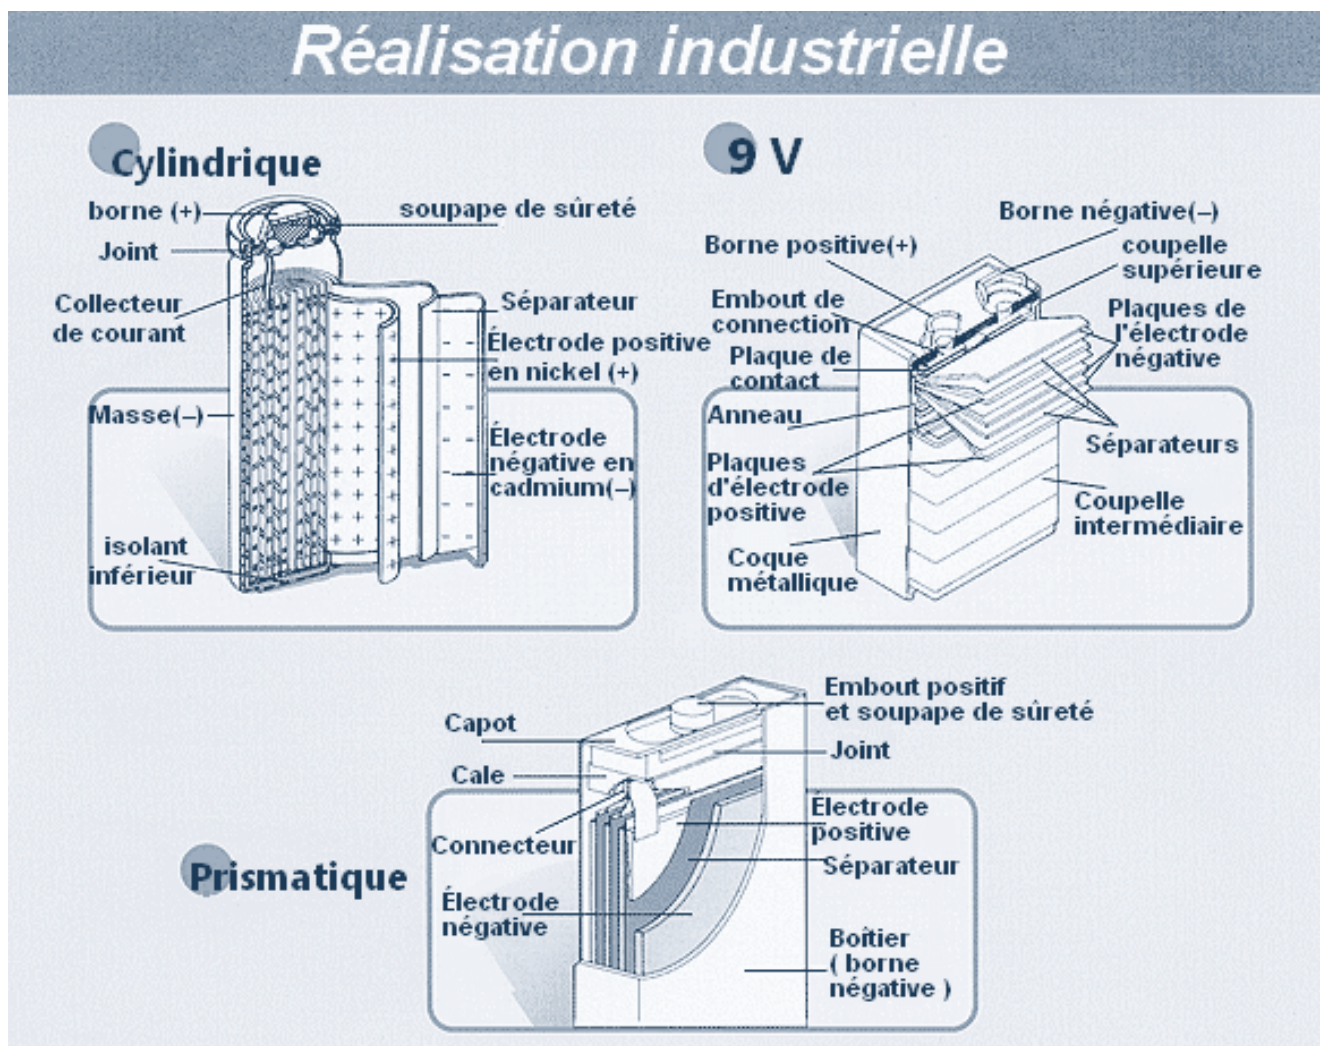 Réalisation industrielle
Cylindrique
borne (+)
soupape de sûreté
Joint
Collecteur
de courant
Séparateur
Électrode positive
en nickel (+)
Masse(–)
Électrode
négative en
cadmium(–)
isolant
inférieur
9 V
Borne négative(–)
Borne positive(+)
coupelle
supérieure
Embout de
connection
Plaques de
l'électrode
négative
Plaque de
contact
Anneau
Séparateurs
Plaques
d'électrode
positive
Coupelle
intermédiaire
Coque
métallique
Prismatique
Embout positif
et soupape de sûreté
Capot
Joint
Cale
Électrode
positive
Connecteur
Séparateur
Électrode
négative
Boîtier
( borne
négative )